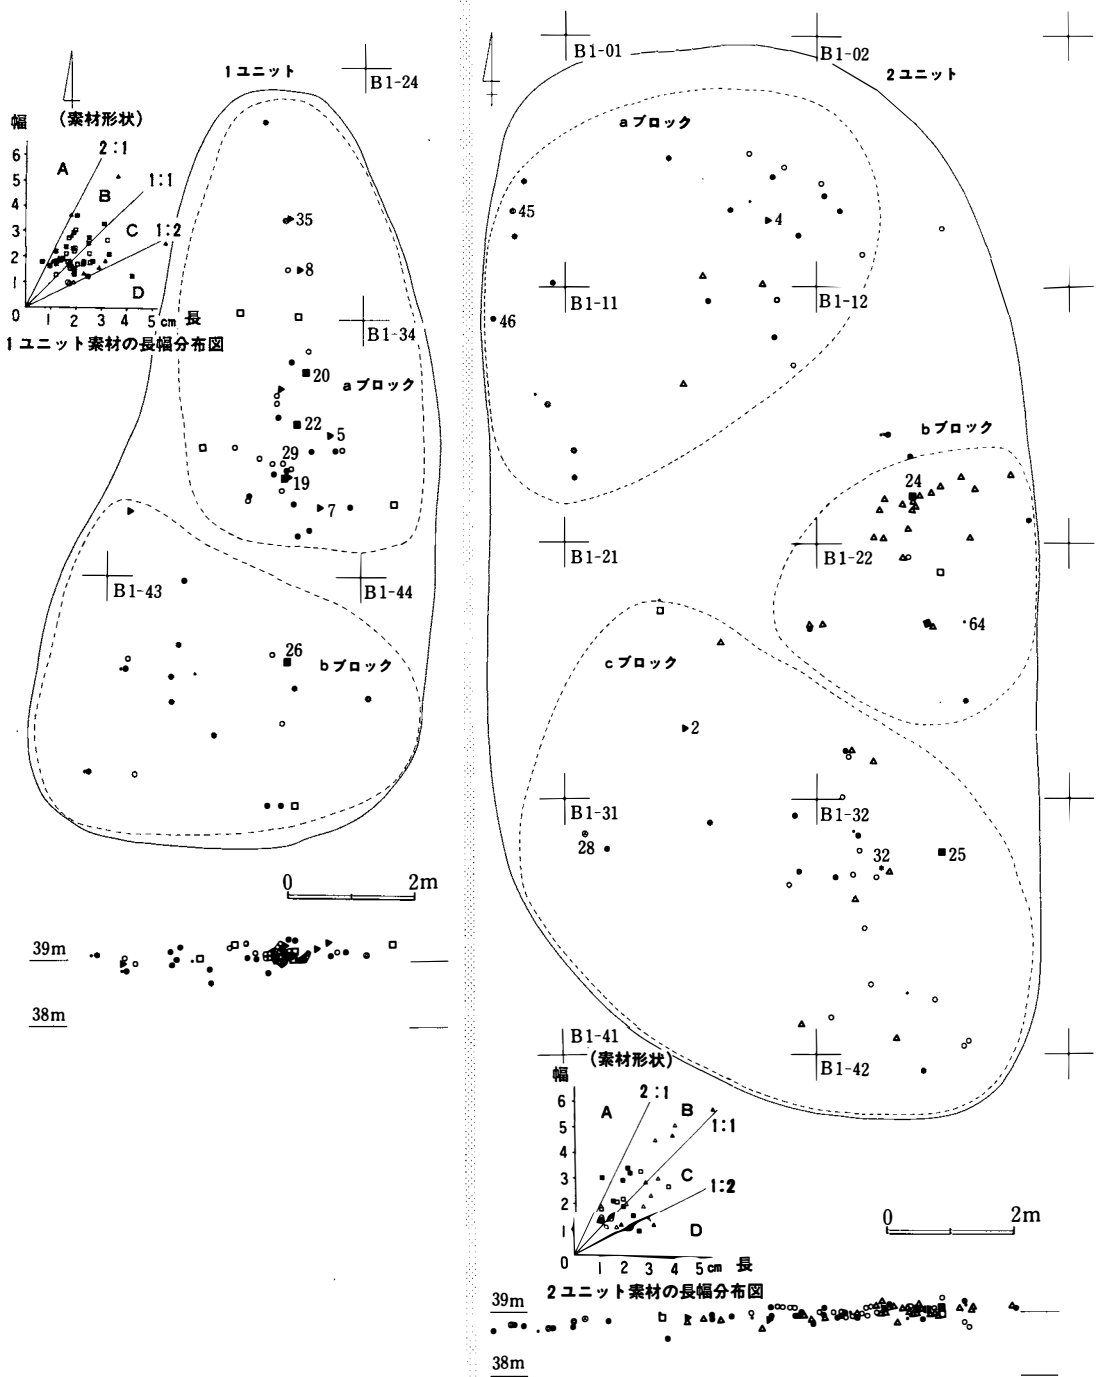 1ユニット
B1-24
幅
(素材形状)
2:1
A
1:1
B
C
1:2
D
6
5
4
3
2
1
0
1 2 3 4 5 cm 長
1ユニット素材の長幅分布図
35
8
B1-34
20
aブロック
22
5
29
19
7
B1-43
B1-44
26
bブロック
0 2m
39m
38m
B1-01
B1-02
2ユニット
aブロック
45
4
B1-11
B1-12
46
bブロック
24
B1-21
B1-22
64
cブロック
2
B1-31
B1-32
28
32
25
B1-41
B1-42
(素材形状)
幅
2:1
A
B
1:1
C
1:2
D
6
5
4
3
2
1
0
1 2 3 4 5 cm 長
2ユニット素材の長幅分布図
0 2m
39m
38m